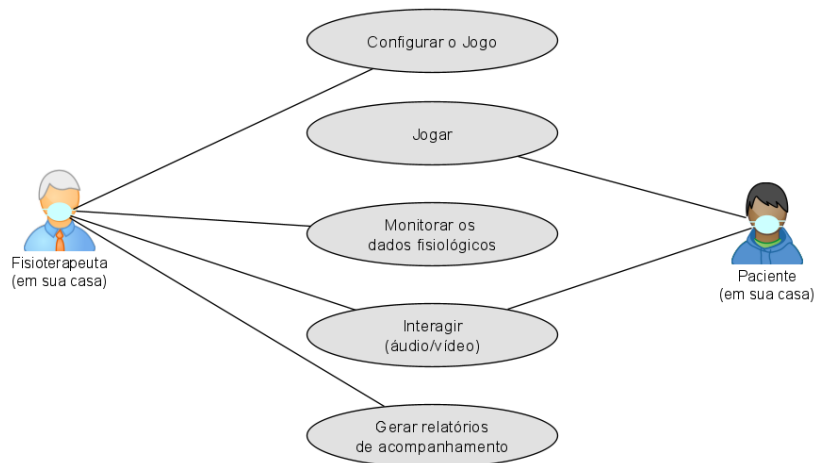 Configurar o Jogo
Jogar
Monitorar os
dados fisiológicos
Fisioterapeuta
(em sua casa)
Paciente
(em sua casa)
Interagir
(áudio/vídeo)
Gerar relatórios
de acompanhamento